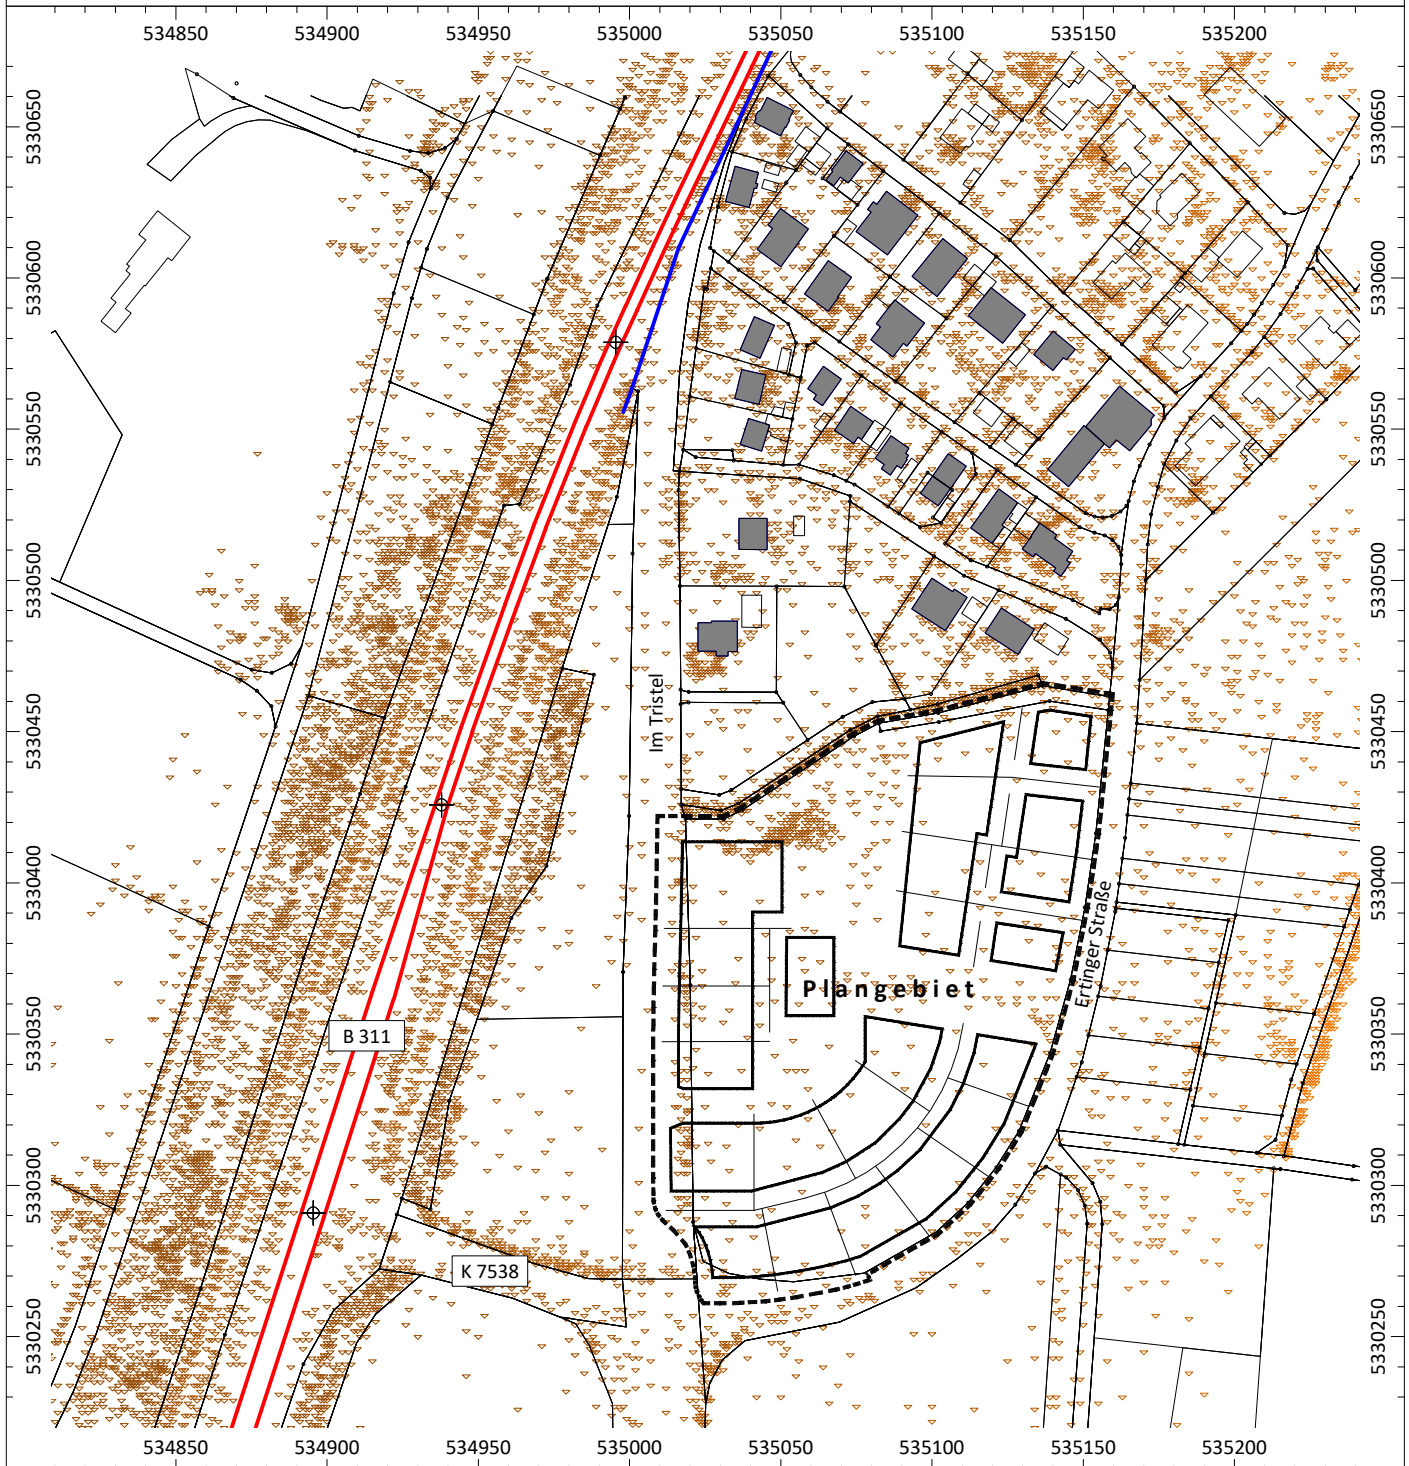 534850 534900 534950 535000 535050 535100 535150 535200
5330650 5330650
5330600 5330600
5330550 5330550
5330500 5330500
5330450 5330450
Im Tristel
5330400 5330400
Ertinger Straße
Plangebiet
5330350 5330350
B 311
5330300 5330300
K 7538
5330250 5330250
534850 534900 534950 535000 535050 535100 535150 535200